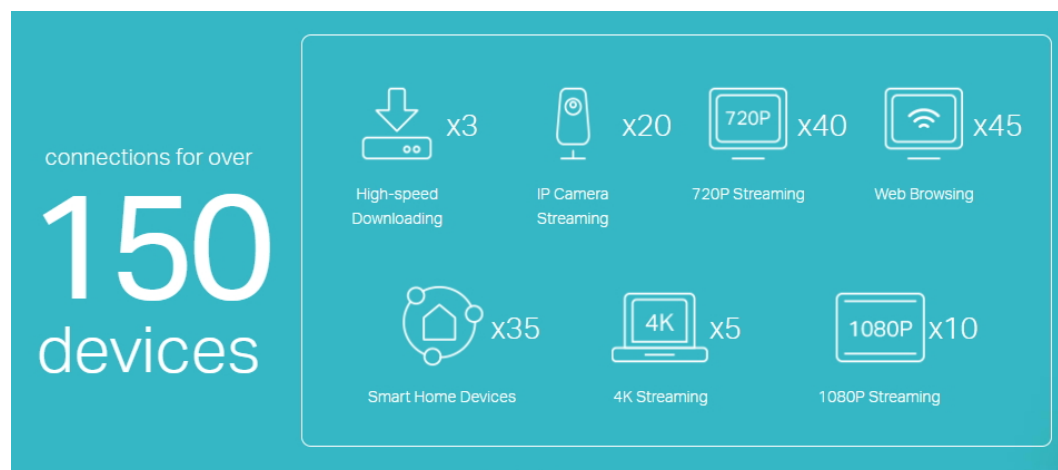 connections for over
150
devices
x3
High-speed
Downloading
x20
IP Camera
Streaming
720P
x40
720P Streaming
x45
Web Browsing
x35
Smart Home Devices
4K
x5
4K Streaming
1080P
x10
1080P Streaming